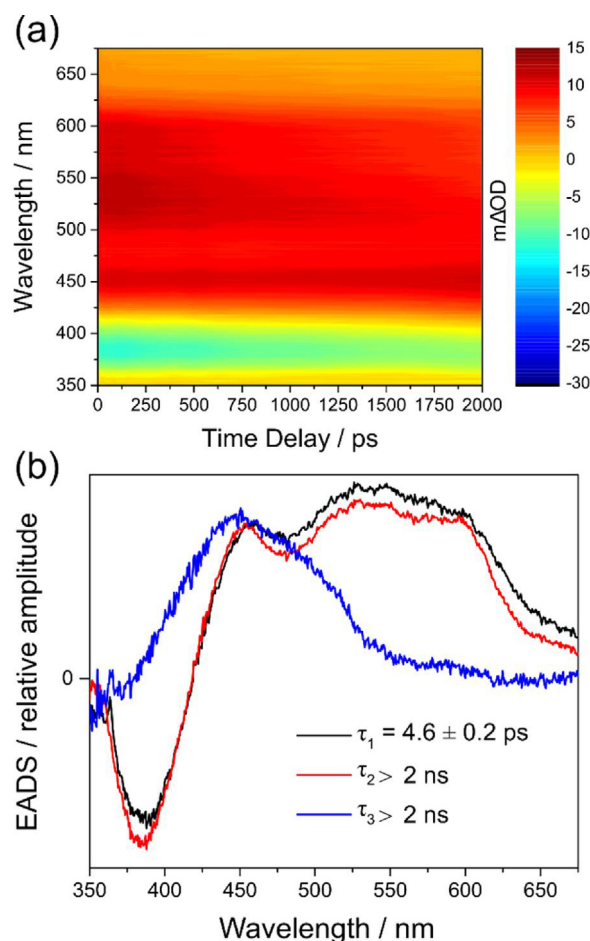 (a)
650
600
550
500
450
400
350
Wavelength / nm
0 250 500 750 1000 1250 1500 1750 2000
Time Delay / ps
15
10
5
0
-5
-10
-15
-20
-25
-30
mΔOD
(b)
0
EADS / relative amplitude
τ1 = 4.6 ± 0.2 ps
τ2 > 2 ns
τ3 > 2 ns
350 400 450 500 550 600 650
Wavelength / nm